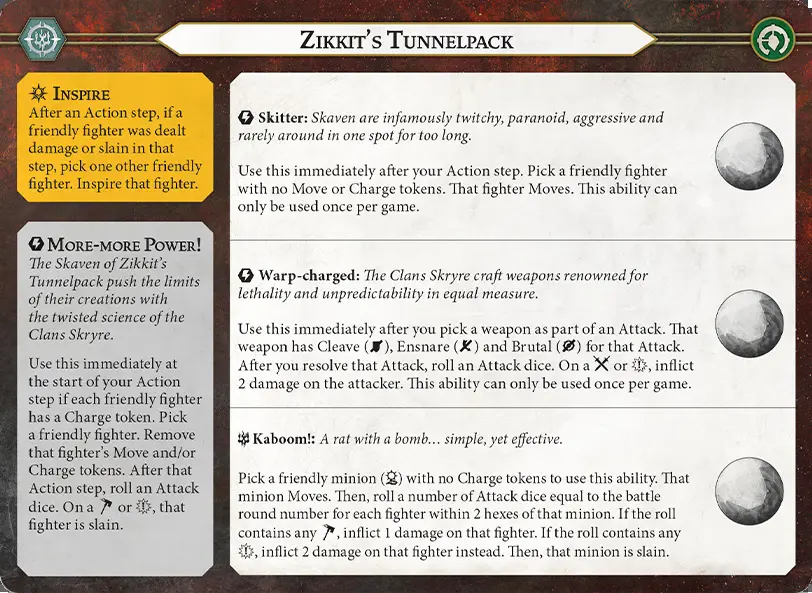 Zikkit's Tunnelpack
Inspire
After an Action step, if a
friendly fighter was dealt
damage or slain in that
step, pick one other friendly
fighter. Inspire that fighter.
More-more Power!
The Skaven of Zikkit's
Tunnelpack push the limits
of their creations with
the twisted science of the
Clans Skryre.
Use this immediately at
the start of your Action
step if each friendly fighter
has a Charge token. Pick
a friendly fighter. Remove
that fighter's Move and/or
Charge tokens. After that
Action step, roll an Attack
dice. On a or , that
fighter is slain.
Skitter: Skaven are infamously twitchy, paranoid, aggressive and
rarely around in one spot for too long.
Use this immediately after your Action step. Pick a friendly fighter
with no Move or Charge tokens. That fighter Moves. This ability can
only be used once per game.
Warp-charged: The Clans Skryre craft weapons renowned for
lethality and unpredictability in equal measure.
Use this immediately after you pick a weapon as part of an Attack. That
weapon has Cleave ( ), Ensnare ( ) and Brutal ( ) for that Attack.
After you resolve that Attack, roll an Attack dice. On a or , inflict
2 damage on the attacker. This ability can only be used once per game.
Kaboom!: A rat with a bomb... simple, yet effective.
Pick a friendly minion ( ) with no Charge tokens to use this ability. That
minion Moves. Then, roll a number of Attack dice equal to the battle
round number for each fighter within 2 hexes of that minion. If the roll
contains any , inflict 1 damage on that fighter. If the roll contains any
, inflict 2 damage on that fighter instead. Then, that minion is slain.